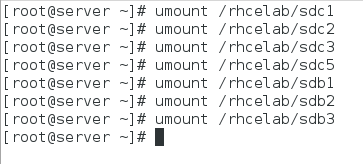 [root@server ~]# umount /rhcelab/sdc1
[root@server ~]# umount /rhcelab/sdc2
[root@server ~]# umount /rhcelab/sdc3
[root@server ~]# umount /rhcelab/sdc5
[root@server ~]# umount /rhcelab/sdb1
[root@server ~]# umount /rhcelab/sdb2
[root@server ~]# umount /rhcelab/sdb3
[root@server ~]#